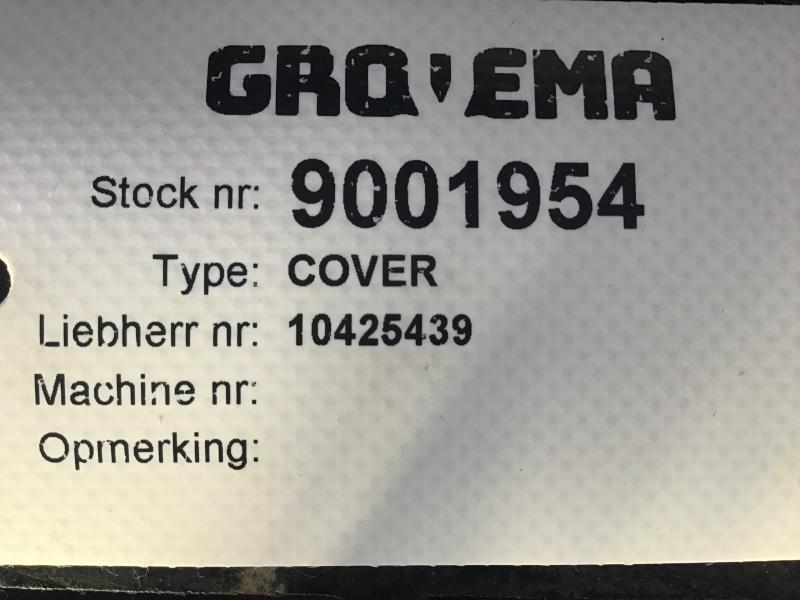 GROVEMA
Stock nr: 9001954
Type: COVER
Liebherr nr: 10425439
Machine nr:
Opmerking: